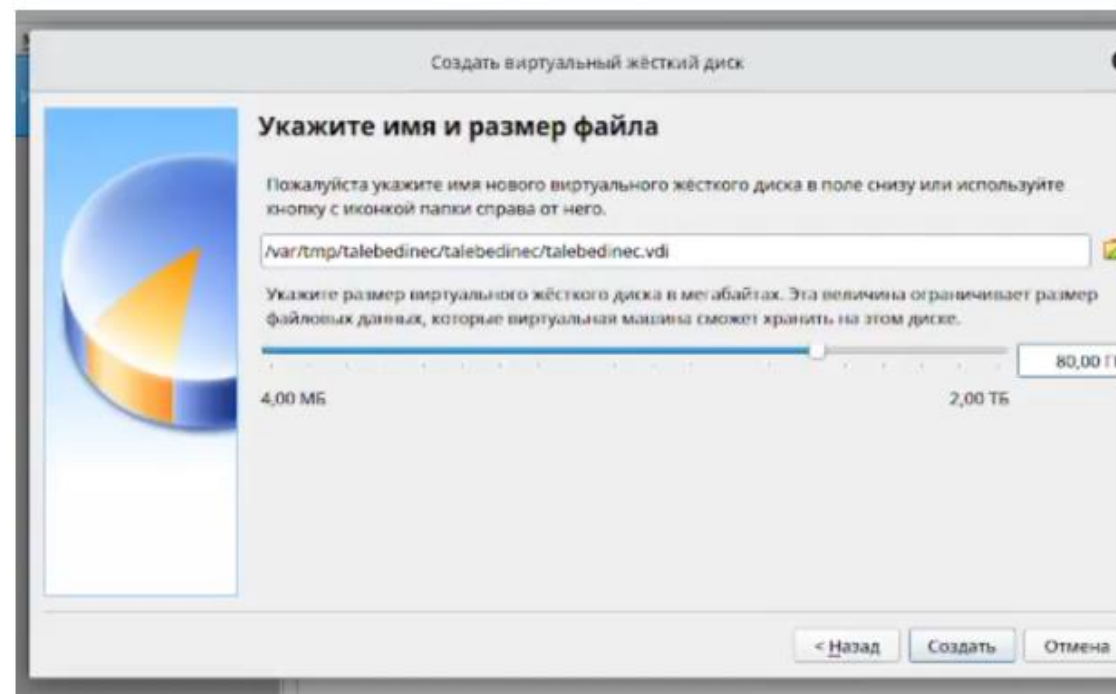 Создать виртуальный жёсткий диск
Укажите имя и размер файла
Пожалуйста укажите имя нового виртуального жёсткого диска в поле снизу или используйте
кнопку с иконкой папки справа от него.
/var/tmp/talebedinec/talebedinec/talebedinec.vdi
Укажите размер виртуального жёсткого диска в мегабайтах. Эта величина ограничивает размер
файловых данных, которые виртуальная машина сможет хранить на этом диске.
80,00
4,00 МБ 2,00 ТБ
< Назад Создать Отмена